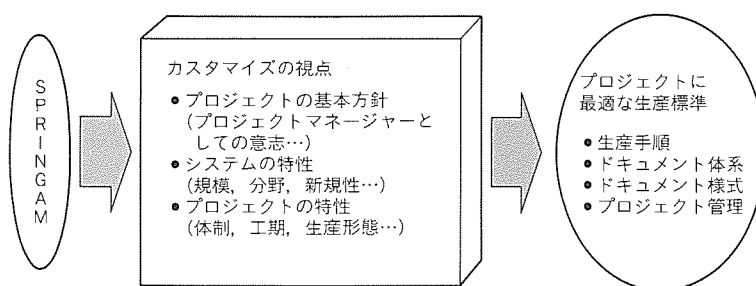 SPRINGAM
カスタマイズの視点
●プロジェクトの基本方針
(プロジェクトマネージャーと
しての意志…)
●システムの特性
(規模，分野，新規性…)
●プロジェクトの特性
(体制，工期，生産形態…)
プロジェクトに
最適な生産標準
●生産手順
●ドキュメント体系
●ドキュメント様式
●プロジェクト管理